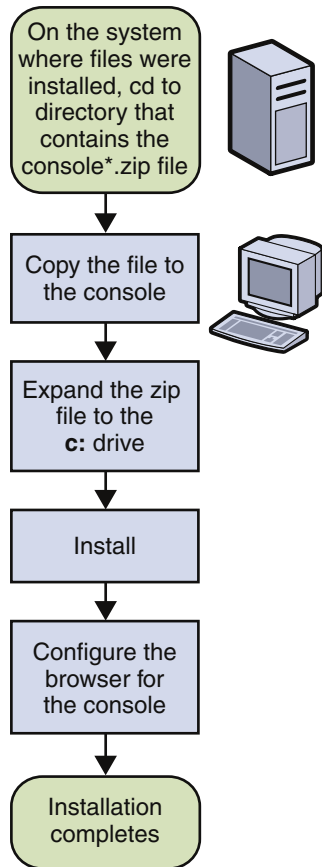 On the system
where files were
installed, cd to
directory that
contains the
console*.zip file
Copy the file to
the console
Expand the zip
file to the
c: drive
Install
Configure the
browser for
the console
Installation
completes